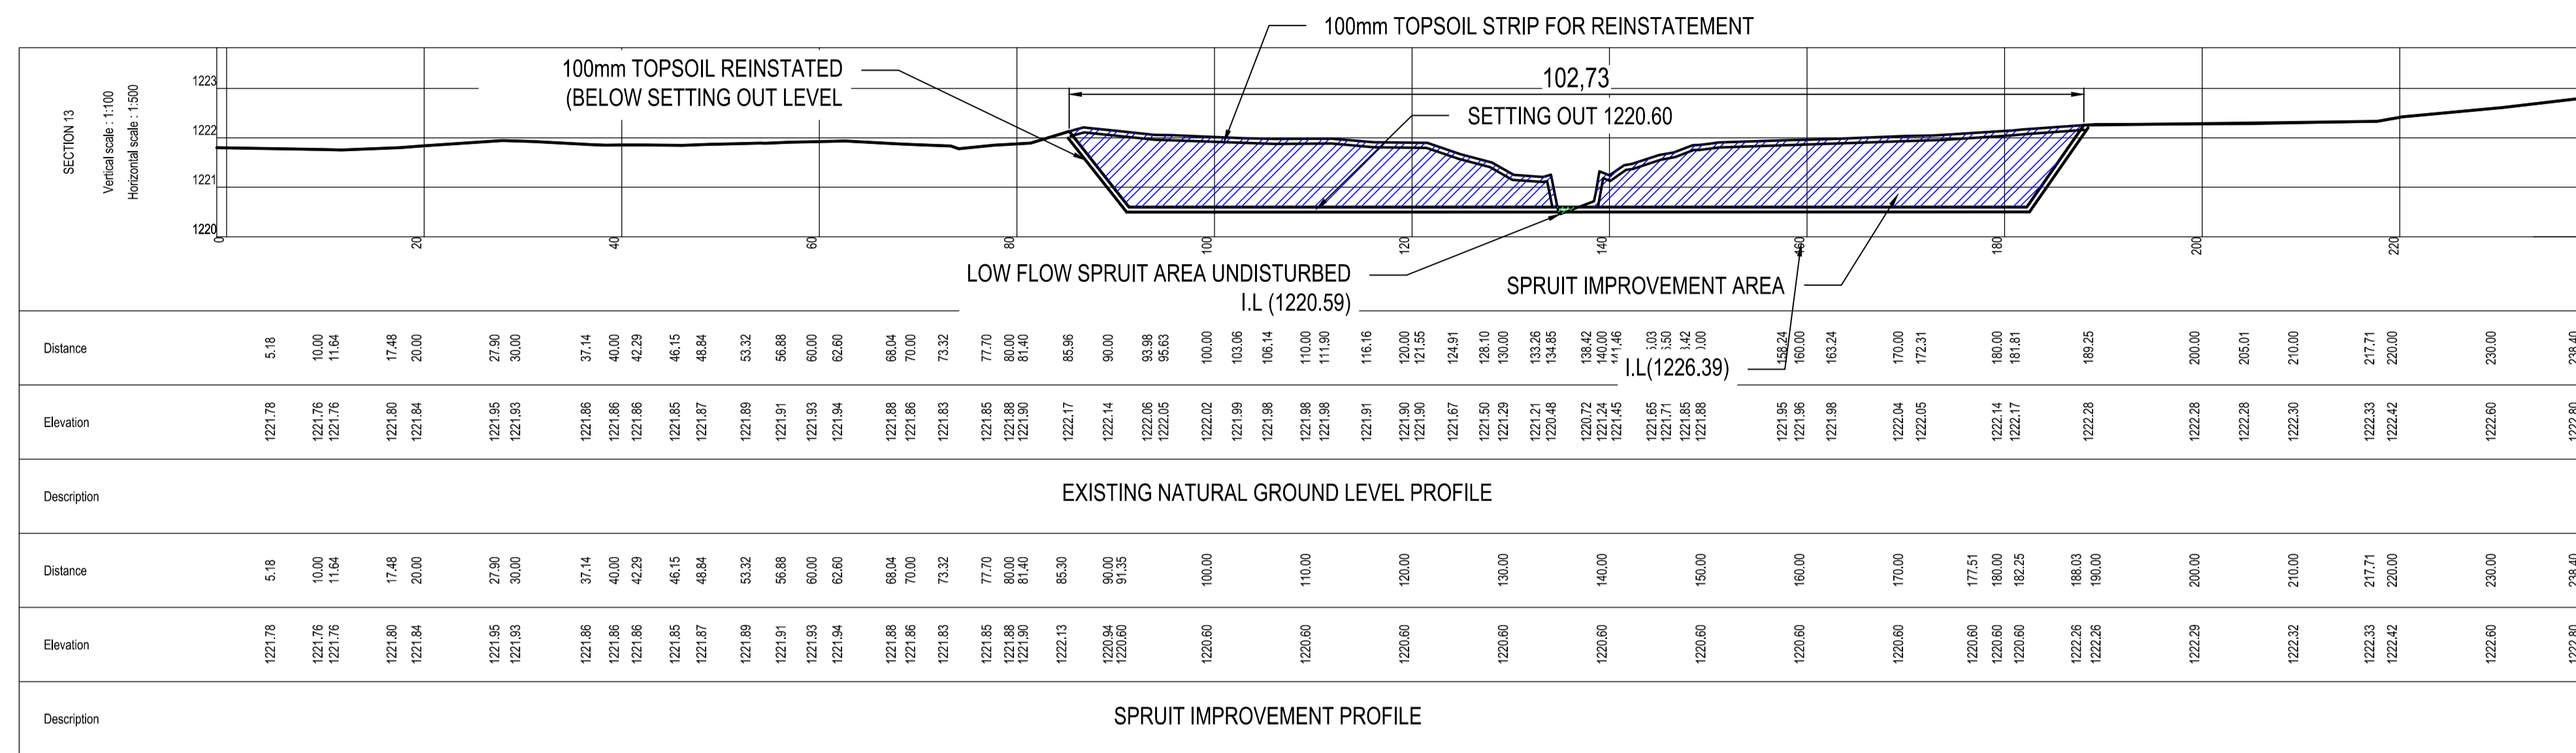 100mm TOPSOIL STRIP FOR REINSTATEMENT
100mm TOPSOIL REINSTATED
(BELOW SETTING OUT LEVEL
102,73
SETTING OUT 1220.60
SECTION 13
Vertical scale : 1:100
Horizontal scale : 1:500
1223
1222
1221
1220
0 20 40 60 80 100 120 140 160 180 200 220
LOW FLOW SPRUIT AREA UNDISTURBED
I.L (1220.59)
SPRUIT IMPROVEMENT AREA
I.L(1226.39)
Distance 5.18 10.00 11.64 17.48 20.00 27.90 30.00 37.14 40.00 42.29 46.15 48.84 53.32 56.88 60.00 62.60 68.04 70.00 73.32 77.70 80.00 81.40 85.96 90.00 93.98 95.63 100.00 103.06 106.14 110.00 111.90 116.16 120.00 121.55 124.91 128.10 130.00 133.26 134.85 138.42 140.00 141.46 158.24 160.00 163.24 170.00 172.31 180.00 181.81 189.25 200.00 205.01 210.00 217.71 220.00 230.00 238.40
Elevation 1221.78 1221.76 1221.76 1221.80 1221.84 1221.95 1221.93 1221.86 1221.86 1221.86 1221.85 1221.87 1221.89 1221.91 1221.93 1221.94 1221.88 1221.86 1221.83 1221.85 1221.88 1221.90 1222.17 1222.14 1222.06 1222.05 1222.02 1221.99 1221.98 1221.98 1221.98 1221.91 1221.90 1221.90 1221.67 1221.50 1221.29 1221.21 1220.48 1220.72 1221.24 1221.45 1221.65 1221.71 1221.85 1221.88 1221.95 1221.96 1221.98 1222.04 1222.05 1222.14 1222.17 1222.28 1222.28 1222.28 1222.30 1222.33 1222.42 1222.60 1222.80
Description EXISTING NATURAL GROUND LEVEL PROFILE
Distance 5.18 10.00 11.64 17.48 20.00 27.90 30.00 37.14 40.00 42.29 46.15 48.84 53.32 56.88 60.00 62.60 68.04 70.00 73.32 77.70 80.00 81.40 85.30 90.00 91.35 100.00 110.00 120.00 130.00 140.00 150.00 160.00 170.00 177.51 180.00 182.25 188.03 190.00 200.00 210.00 217.71 220.00 230.00 238.40
Elevation 1221.78 1221.76 1221.76 1221.80 1221.84 1221.95 1221.93 1221.86 1221.86 1221.86 1221.85 1221.87 1221.89 1221.91 1221.93 1221.94 1221.88 1221.86 1221.83 1221.85 1221.88 1221.90 1222.13 1220.94 1220.60 1220.60 1220.60 1220.60 1220.60 1220.60 1220.60 1220.60 1220.60 1220.60 1220.60 1220.60 1222.26 1222.26 1222.29 1222.32 1222.33 1222.42 1222.60 1222.80
Description SPRUIT IMPROVEMENT PROFILE